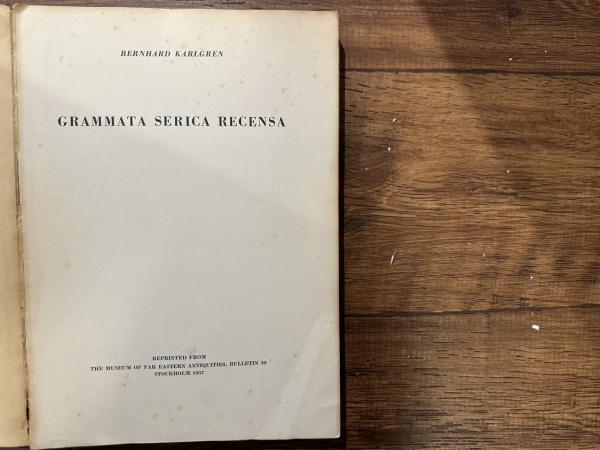 BERNHARD KARLGREN
GRAMMATA SERICA RECENSA
REPRINTED FROM
THE MUSEUM OF FAR EASTERN ANTIQUITIES, BULLETIN 29
STOCKHOLM 1957